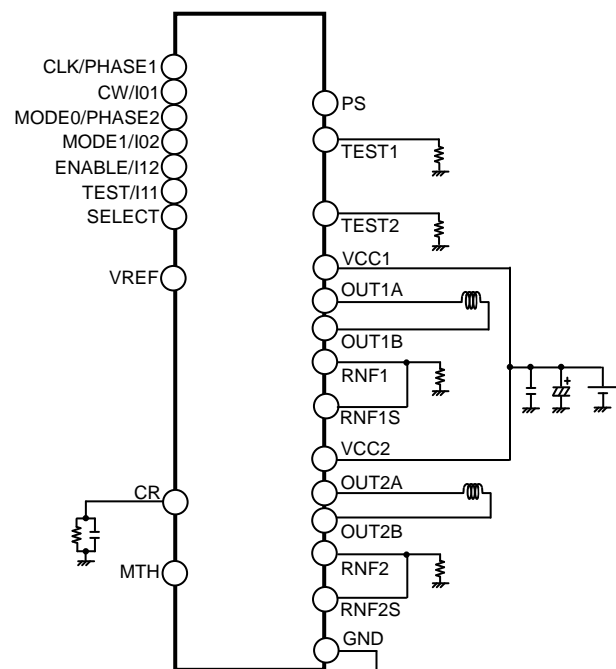 CLK/PHASE1
CW/I01
MODE0/PHASE2
MODE1/I02
ENABLE/I12
TEST/I11
SELECT
VREF
CR
MTH
PS
TEST1
TEST2
VCC1
OUT1A
OUT1B
RNF1
RNF1S
VCC2
OUT2A
OUT2B
RNF2
RNF2S
GND
+